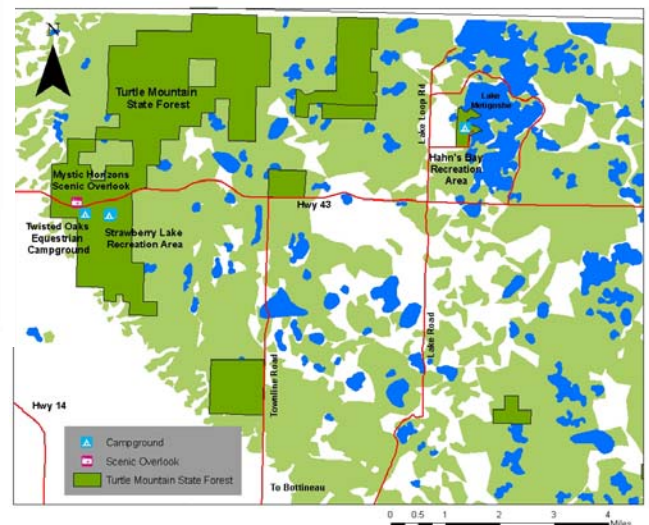 N
Turtle Mountain
State Forest
Lake Loop Rd
Lake
Metigoshe
Hahn's Bay
Recreation
Area
Mystic Horizons
Scenic Overlook
Hwy 43
Twisted Oaks
Equestrian
Campground
Strawberry Lake
Recreation Area
Townline Road
Lake Road
Hwy 14
Campground
Scenic Overlook
Turtle Mountain State Forest
To Bottineau
0 0.5 1 2 3 4
Miles